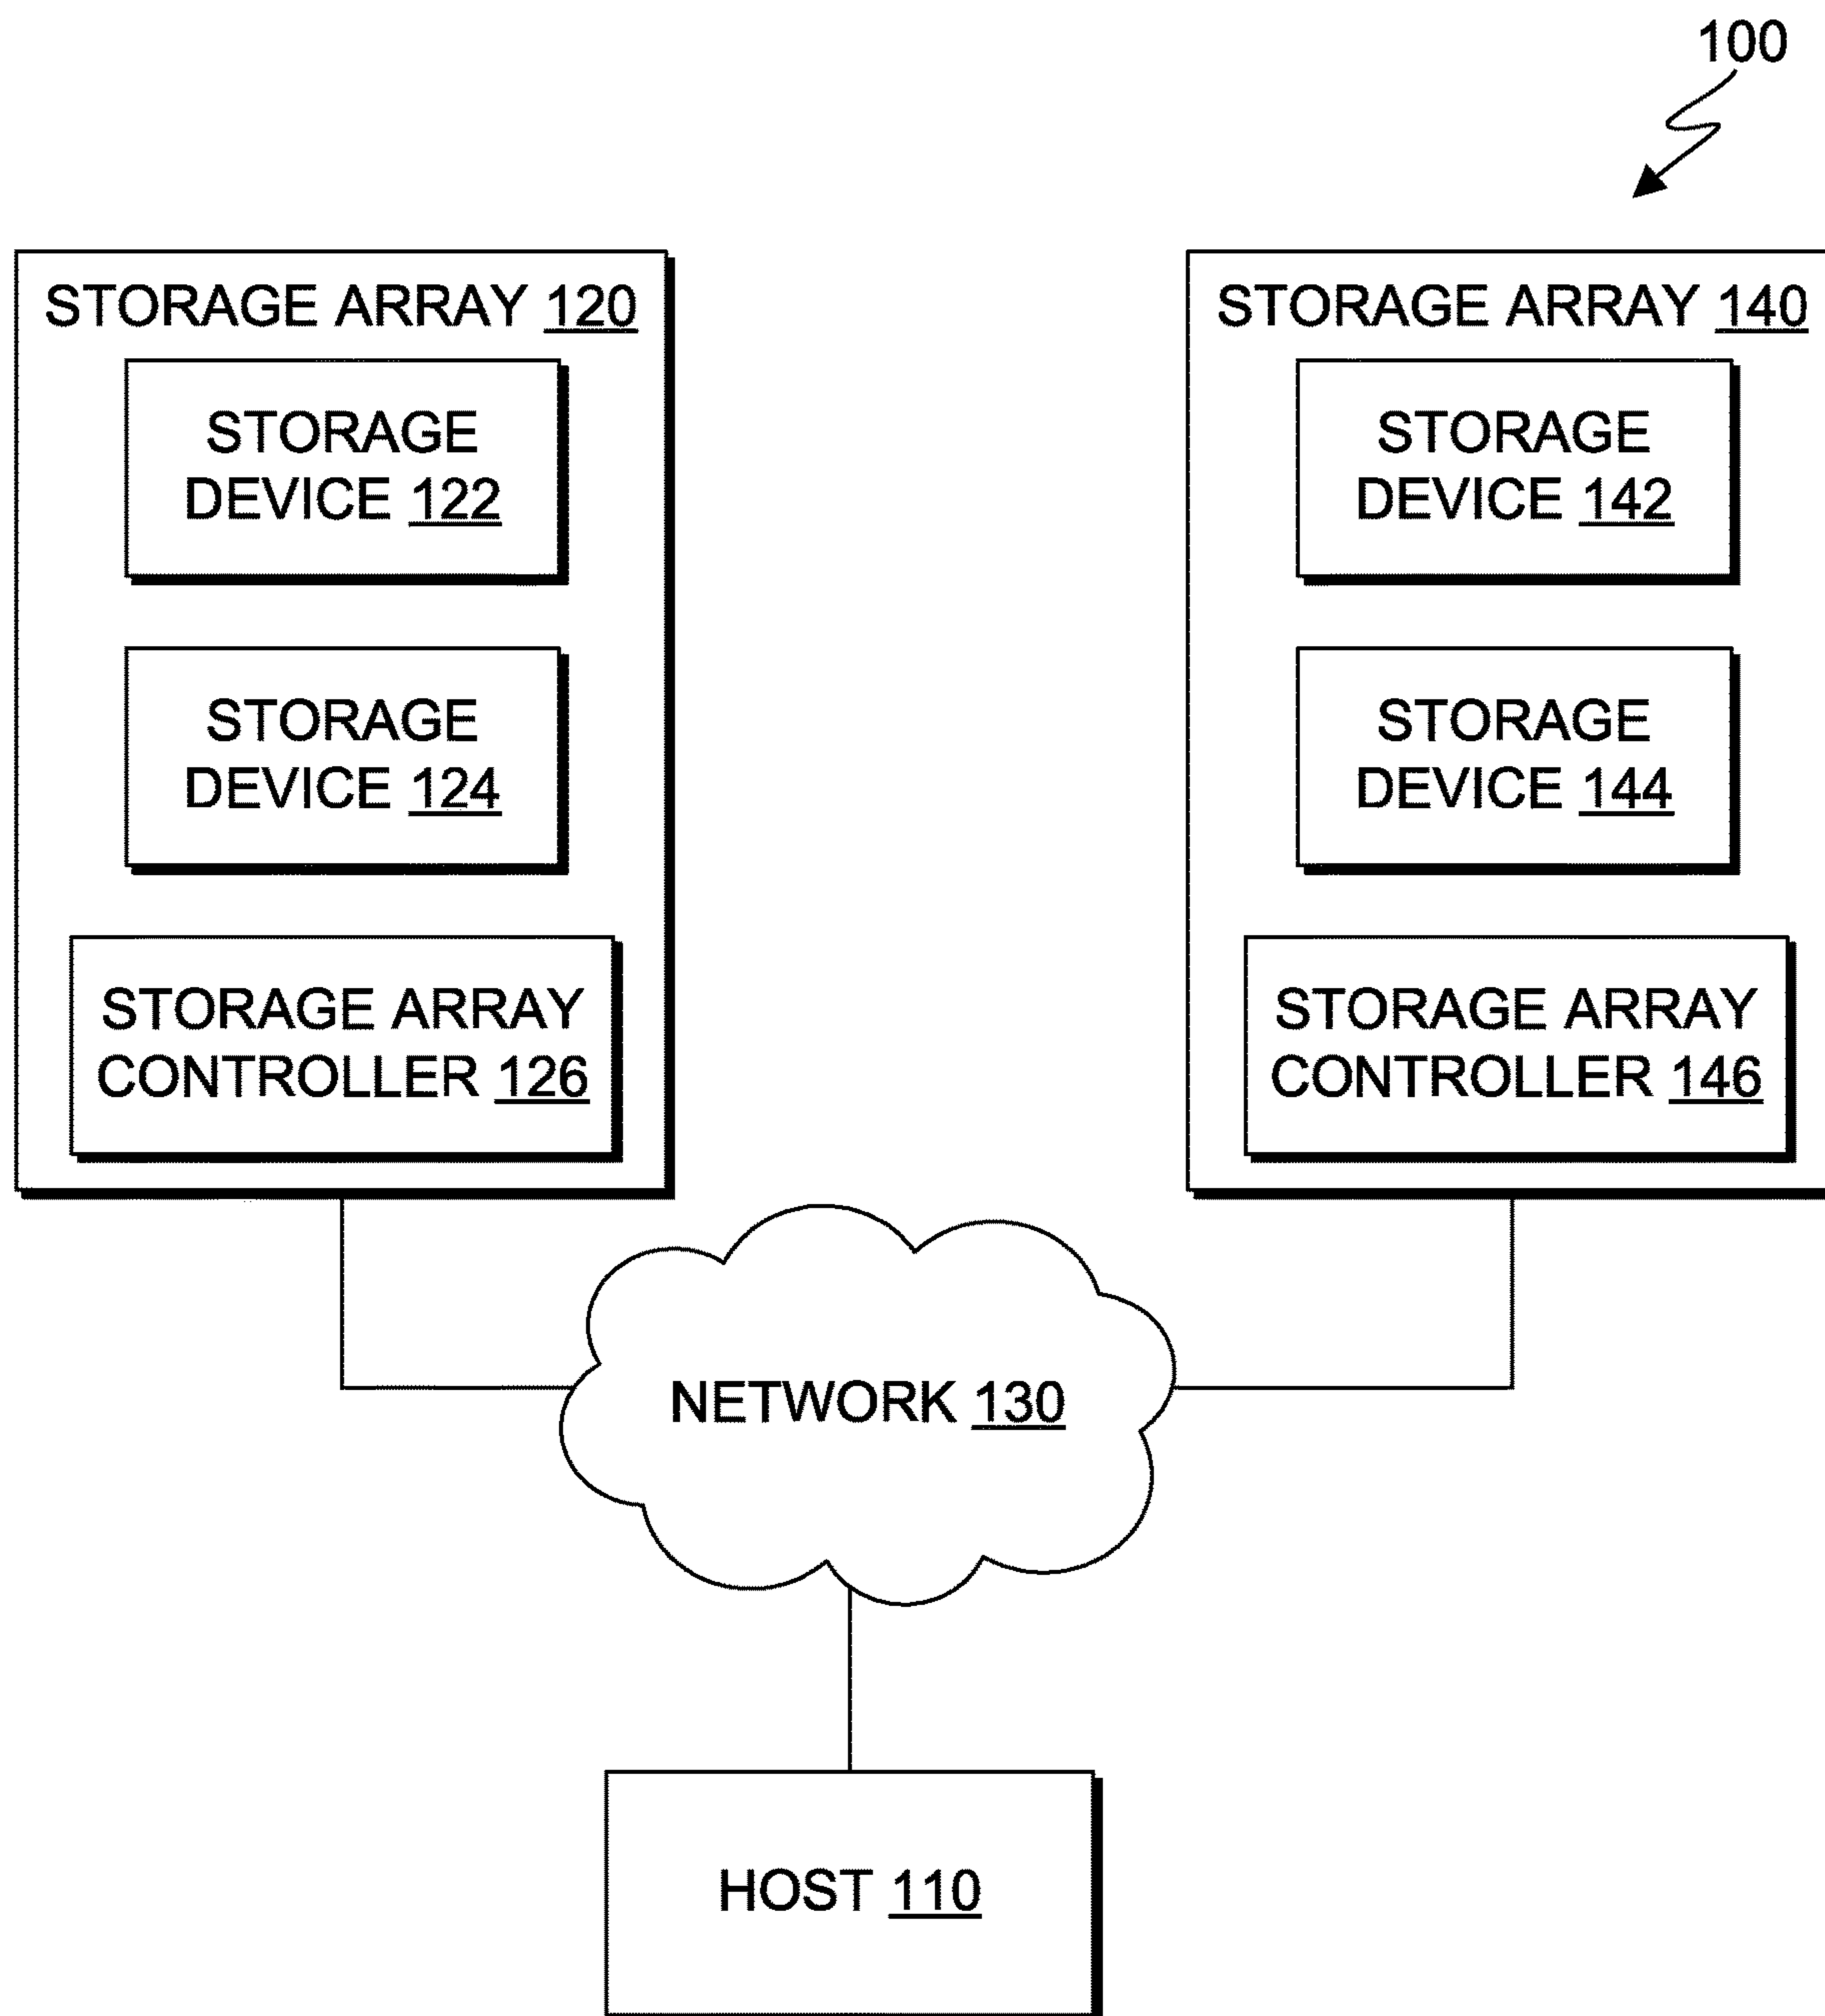 100
STORAGE ARRAY 120
STORAGE
DEVICE 122
STORAGE
DEVICE 124
STORAGE ARRAY
CONTROLLER 126
STORAGE ARRAY 140
STORAGE
DEVICE 142
STORAGE
DEVICE 144
STORAGE ARRAY
CONTROLLER 146
NETWORK 130
HOST 110